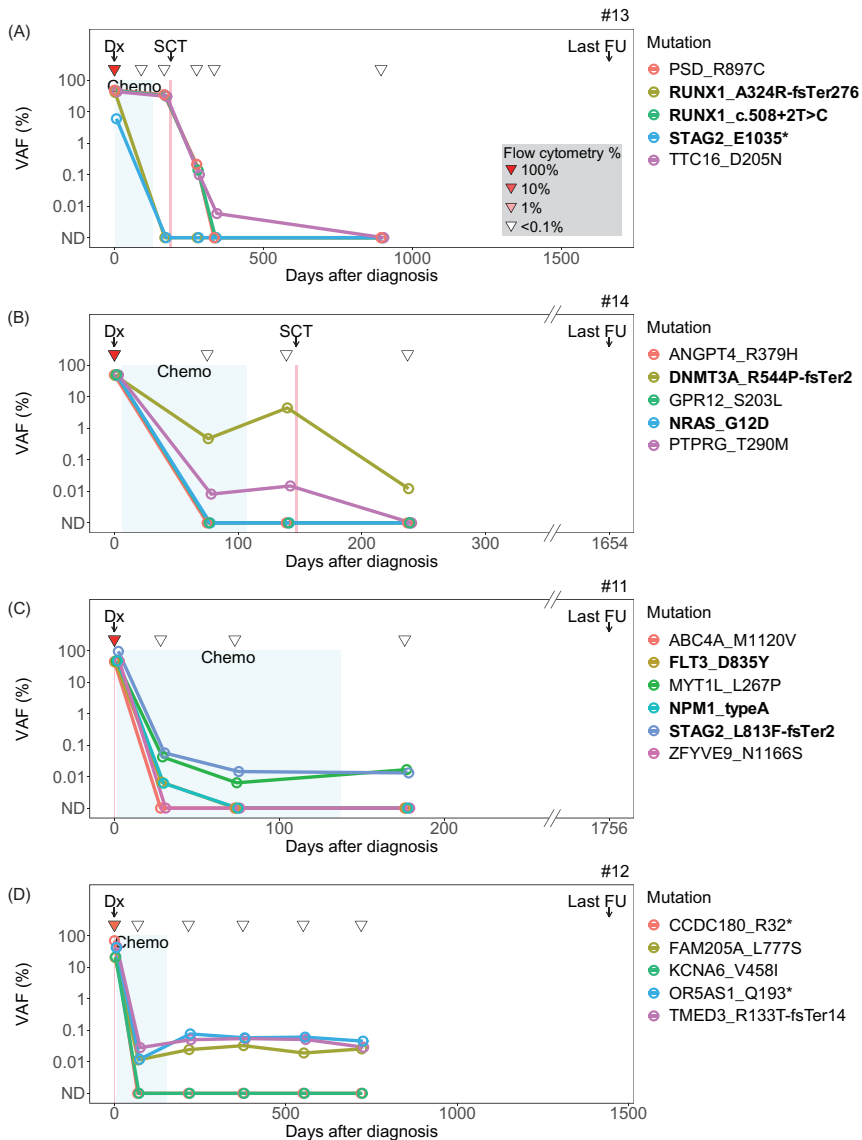 #13
(A)
Dx
SCT
Last FU
Mutation
100
Chemo
PSD_R897C
10
RUNX1_A324R-fsTer276
1
RUNX1_c.508+2T>C
0.1
STAG2_E1035*
0.01
TTC16_D205N
ND
VAF (%)
Flow cytometry %
100%
10%
1%
<0.1%
0 500 1000 1500
Days after diagnosis
#14
(B)
Dx
SCT
Last FU
Mutation
100
Chemo
ANGPT4_R379H
10
DNMT3A_R544P-fsTer2
1
GPR12_S203L
0.1
NRAS_G12D
0.01
PTPRG_T290M
ND
VAF (%)
0 100 200 300 1654
Days after diagnosis
#11
(C)
Dx
Last FU
Mutation
100
Chemo
ABC4A_M1120V
10
FLT3_D835Y
1
MYT1L_L267P
0.1
NPM1_typeA
0.01
STAG2_L813F-fsTer2
ND
ZFYVE9_N1166S
VAF (%)
0 100 200 1756
Days after diagnosis
#12
(D)
Dx
Last FU
Mutation
100
Chemo
CCDC180_R32*
10
FAM205A_L777S
1
KCNA6_V458I
0.1
OR5AS1_Q193*
0.01
TMED3_R133T-fsTer14
ND
VAF (%)
0 500 1000 1500
Days after diagnosis